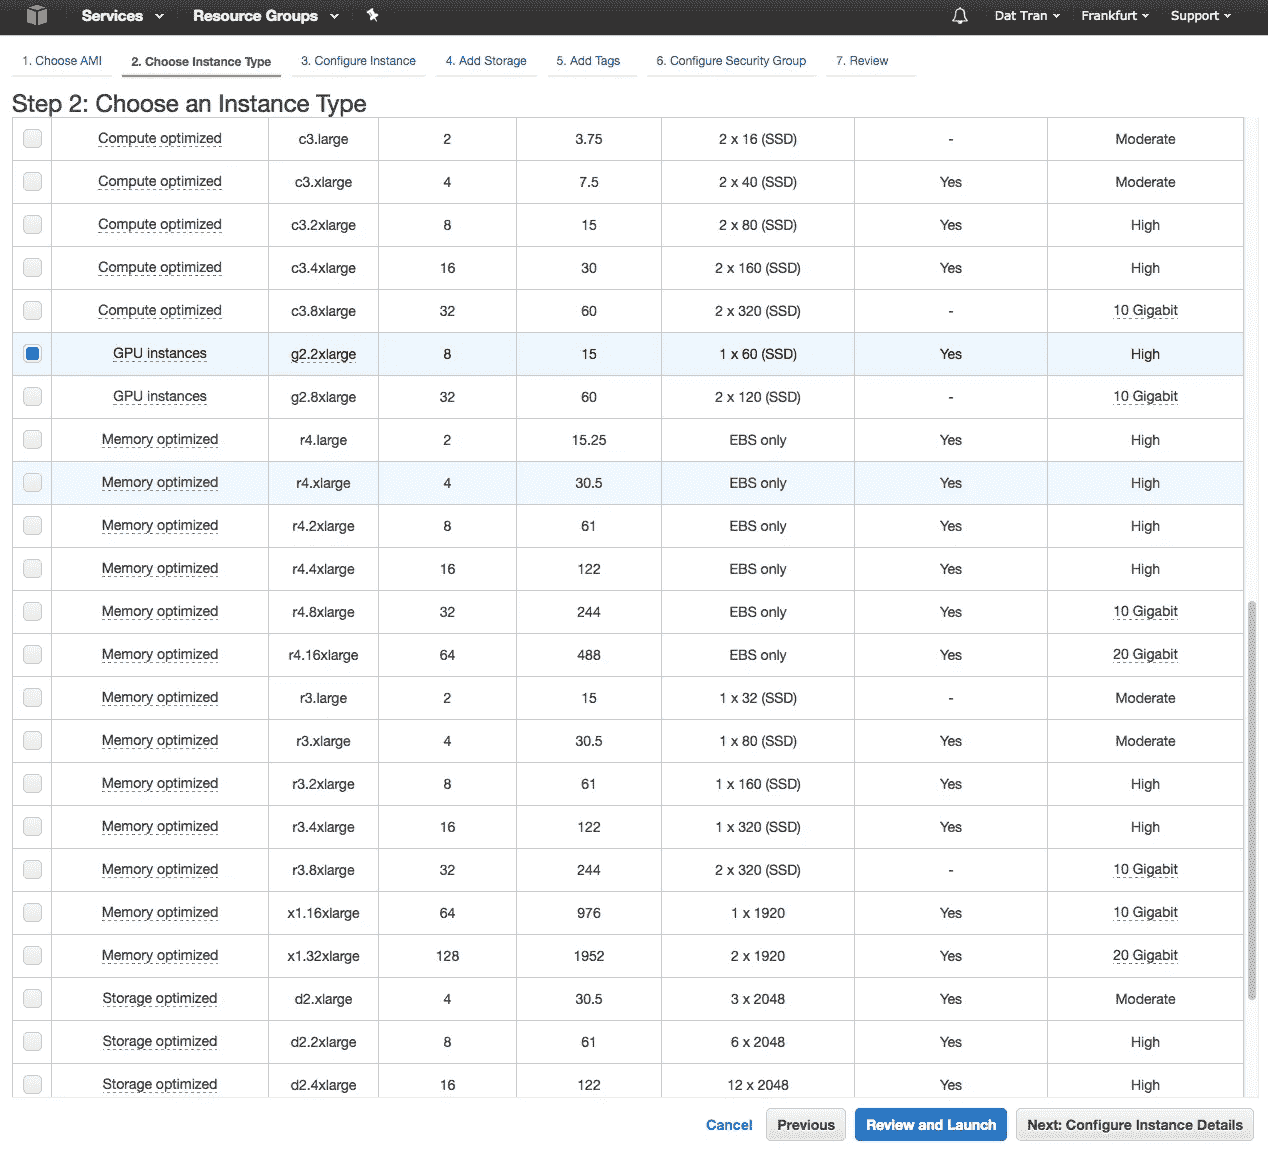 Services Resource Groups Dat Tran Frankfurt Support
1. Choose AMI 2. Choose Instance Type 3. Configure Instance 4. Add Storage 5. Add Tags 6. Configure Security Group 7. Review
Step 2: Choose an Instance Type
Compute optimized c3.large 2 3.75 2 x 16 (SSD) - Moderate
Compute optimized c3.xlarge 4 7.5 2 x 40 (SSD) Yes Moderate
Compute optimized c3.2xlarge 8 15 2 x 80 (SSD) Yes High
Compute optimized c3.4xlarge 16 30 2 x 160 (SSD) Yes High
Compute optimized c3.8xlarge 32 60 2 x 320 (SSD) - 10 Gigabit
GPU instances g2.2xlarge 8 15 1 x 60 (SSD) Yes High
GPU instances g2.8xlarge 32 60 2 x 120 (SSD) - 10 Gigabit
Memory optimized r4.large 2 15.25 EBS only Yes High
Memory optimized r4.xlarge 4 30.5 EBS only Yes High
Memory optimized r4.2xlarge 8 61 EBS only Yes High
Memory optimized r4.4xlarge 16 122 EBS only Yes High
Memory optimized r4.8xlarge 32 244 EBS only Yes 10 Gigabit
Memory optimized r4.16xlarge 64 488 EBS only Yes 20 Gigabit
Memory optimized r3.large 2 15 1 x 32 (SSD) - Moderate
Memory optimized r3.xlarge 4 30.5 1 x 80 (SSD) Yes Moderate
Memory optimized r3.2xlarge 8 61 1 x 160 (SSD) Yes High
Memory optimized r3.4xlarge 16 122 1 x 320 (SSD) Yes High
Memory optimized r3.8xlarge 32 244 2 x 320 (SSD) - 10 Gigabit
Memory optimized x1.16xlarge 64 976 1 x 1920 Yes 10 Gigabit
Memory optimized x1.32xlarge 128 1952 2 x 1920 Yes 20 Gigabit
Storage optimized d2.xlarge 4 30.5 3 x 2048 Yes Moderate
Storage optimized d2.2xlarge 8 61 6 x 2048 Yes High
Storage optimized d2.4xlarge 16 122 12 x 2048 Yes High
Cancel Previous Review and Launch Next: Configure Instance Details